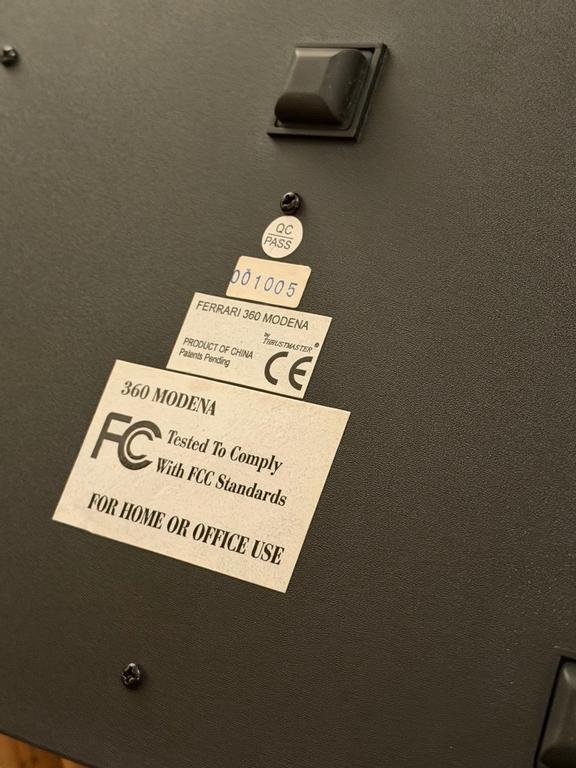 QC
PASS
001005
FERRARI 360 MODENA
by
THRUSTMASTER®
PRODUCT OF CHINA
Patents Pending
CE
360 MODENA
FC Tested To Comply
With FCC Standards
FOR HOME OR OFFICE USE